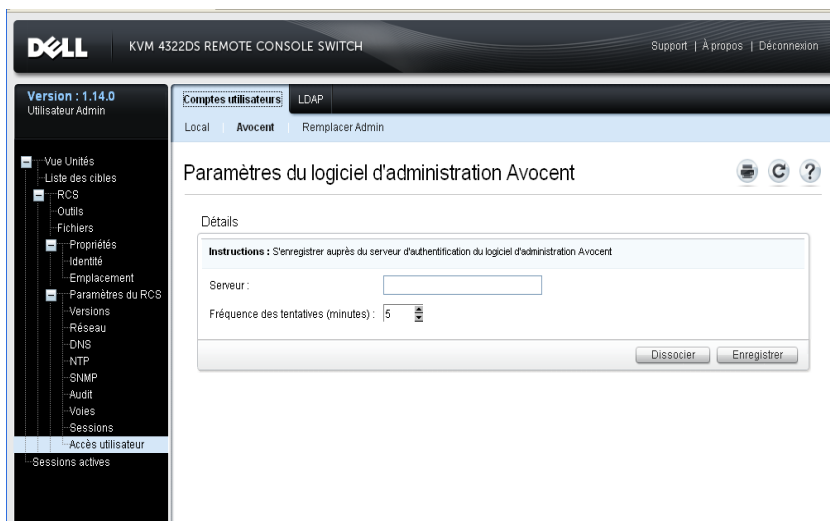 DELL
KVM 4322DS REMOTE CONSOLE SWITCH
Support | À propos | Déconnexion
Version : 1.14.0
Utilisateur Admin
Comptes utilisateurs
LDAP
Local
Avocent
Remplacer Admin
Vue Unités
Liste des cibles
RCS
Outils
Fichiers
Propriétés
Identité
Emplacement
Paramètres du RCS
Versions
Réseau
DNS
NTP
SNMP
Audit
Voies
Sessions
Accès utilisateur
Sessions actives
Paramètres du logiciel d'administration Avocent
?
Détails
Instructions : S'enregistrer auprès du serveur d'authentification du logiciel d'administration Avocent
Serveur :
Fréquence des tentatives (minutes) : 5
Dissocier
Enregistrer